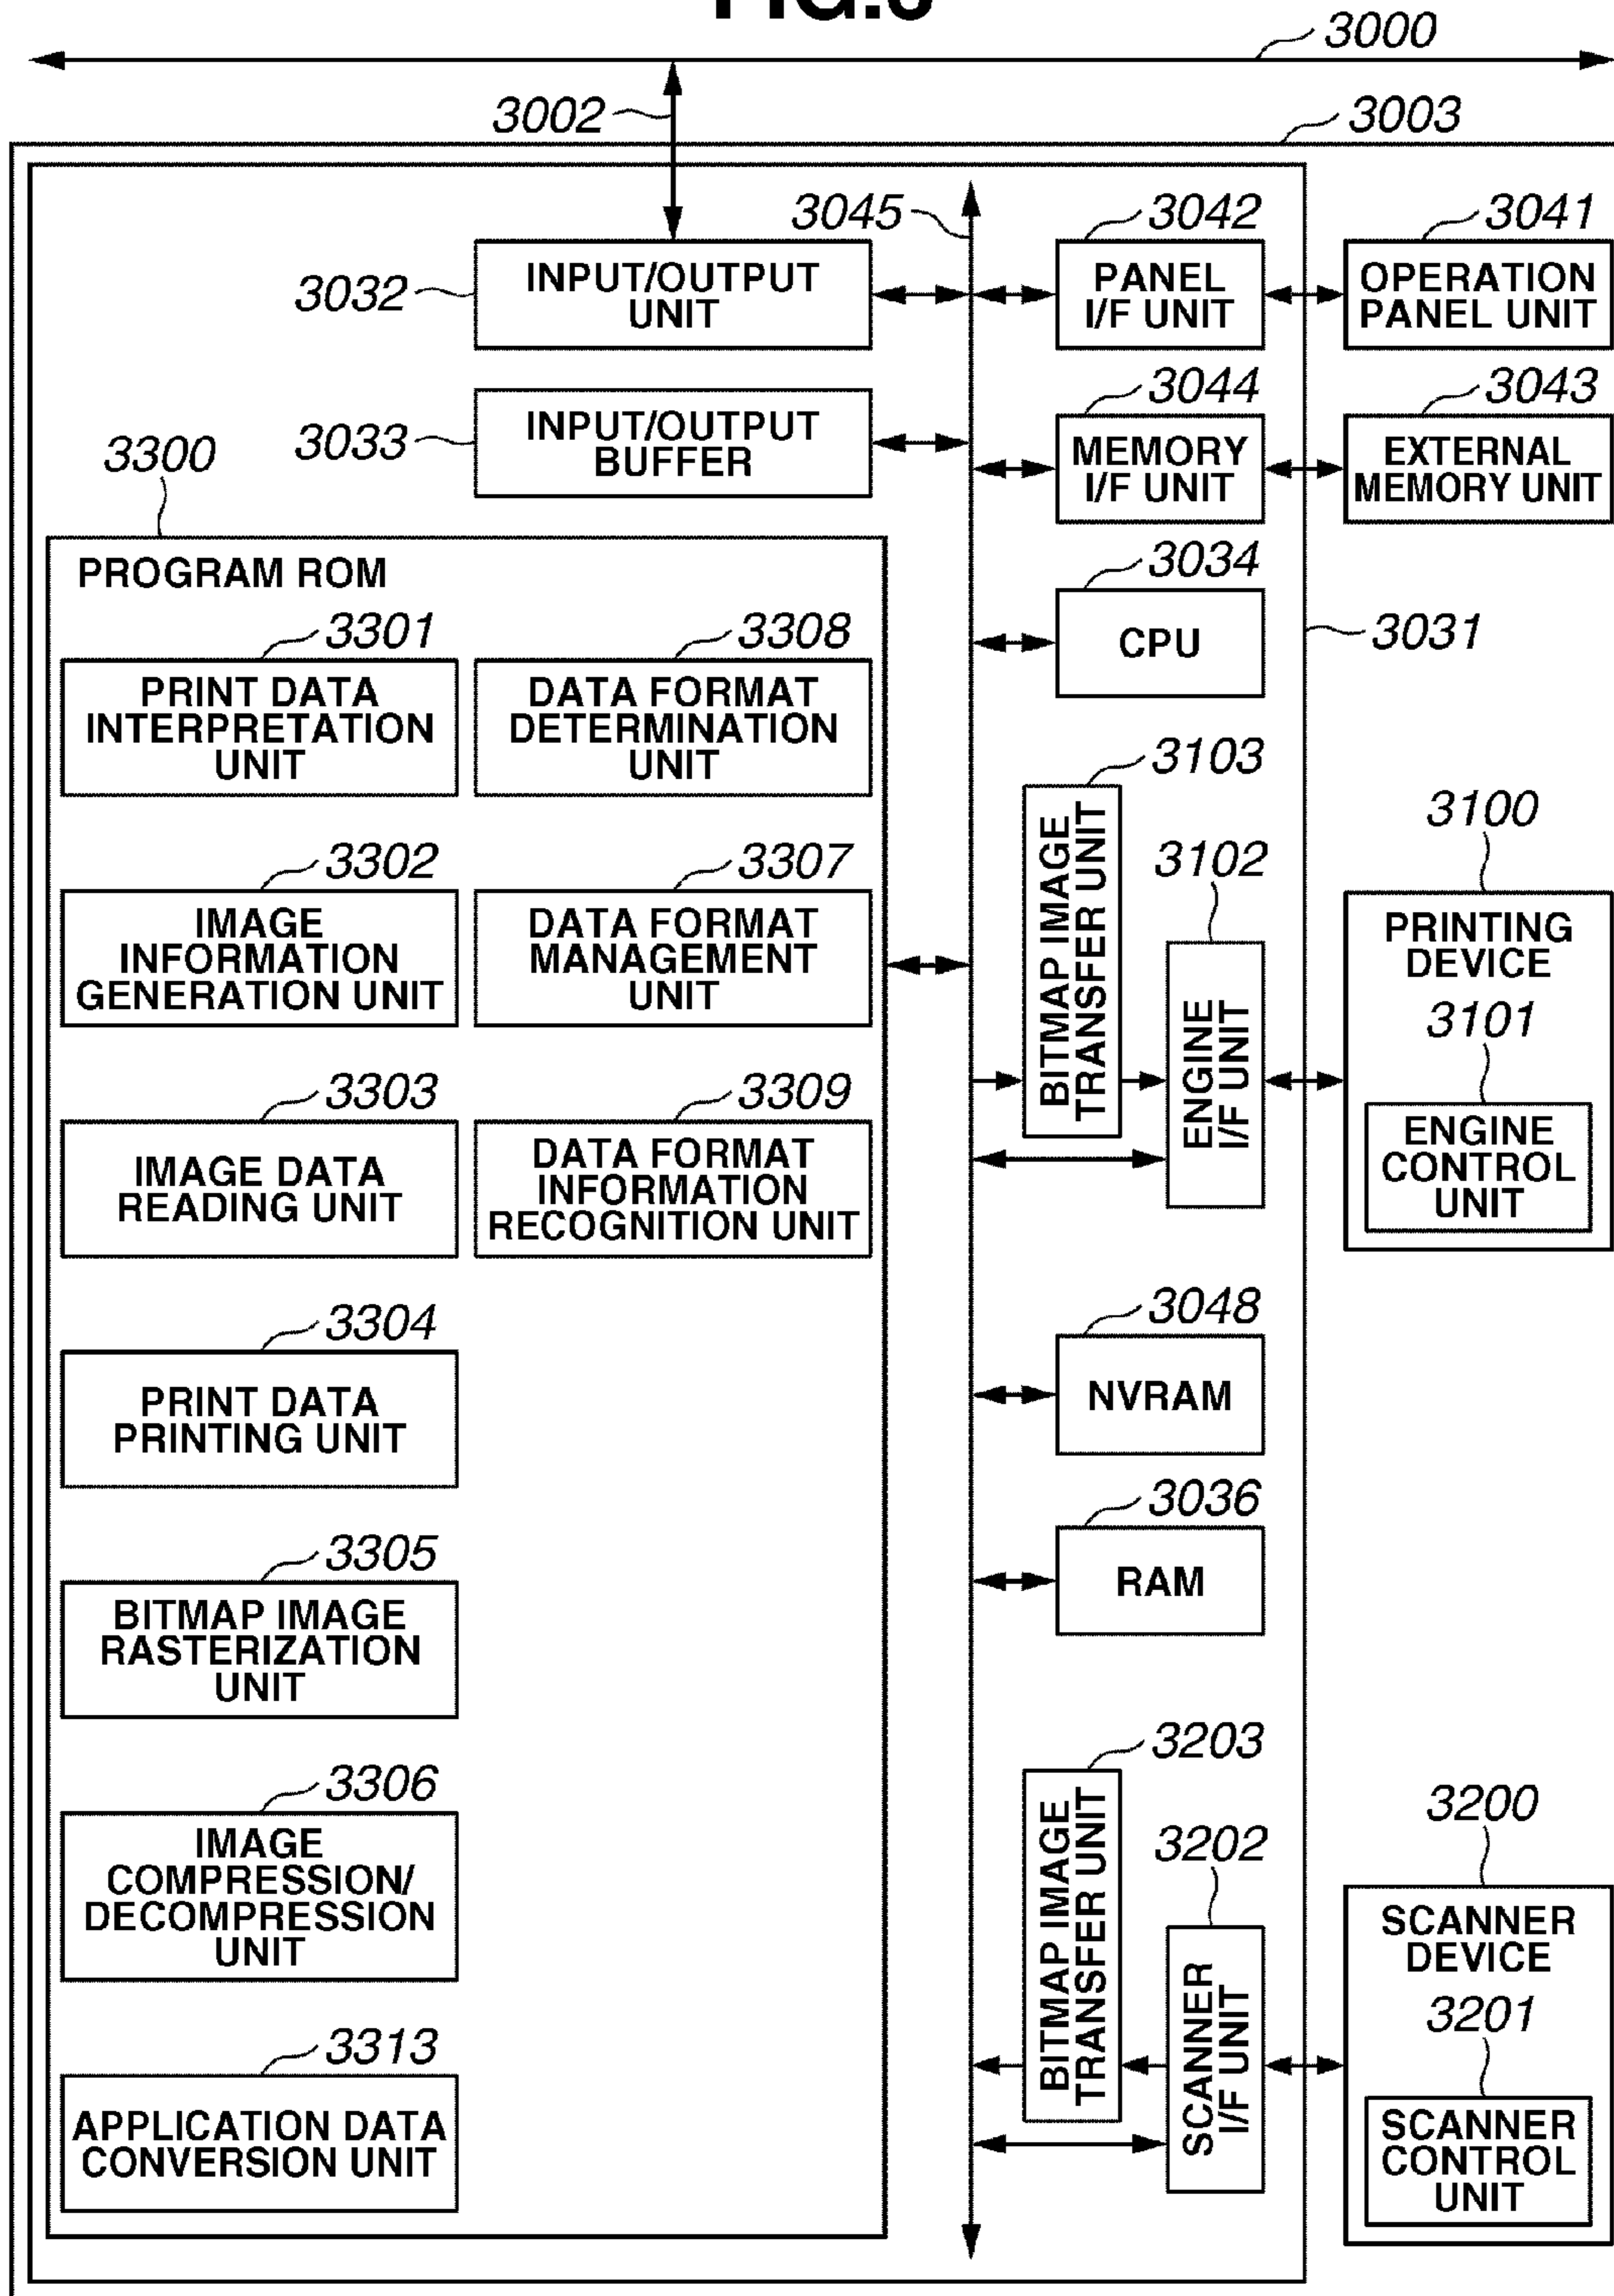 3000
3002
3003
3045
3042
3041
3032
INPUT/OUTPUT
UNIT
PANEL
I/F UNIT
OPERATION
PANEL UNIT
3044
3043
3033
INPUT/OUTPUT
BUFFER
MEMORY
I/F UNIT
EXTERNAL
MEMORY UNIT
3300
3034
CPU
3031
PROGRAM ROM
3301
3308
PRINT DATA
INTERPRETATION
UNIT
DATA FORMAT
DETERMINATION
UNIT
3103
BITMAP IMAGE
TRANSFER UNIT
3102
ENGINE
I/F UNIT
3100
PRINTING
DEVICE
3101
ENGINE
CONTROL
UNIT
3302
3307
IMAGE
INFORMATION
GENERATION UNIT
DATA FORMAT
MANAGEMENT
UNIT
3303
3309
IMAGE DATA
READING UNIT
DATA FORMAT
INFORMATION
RECOGNITION UNIT
3304
PRINT DATA
PRINTING UNIT
3048
NVRAM
3036
RAM
3305
BITMAP IMAGE
RASTERIZATION
UNIT
3306
IMAGE
COMPRESSION/
DECOMPRESSION
UNIT
3203
BITMAP IMAGE
TRANSFER UNIT
3202
SCANNER
I/F UNIT
3200
SCANNER
DEVICE
3201
SCANNER
CONTROL
UNIT
3313
APPLICATION DATA
CONVERSION UNIT